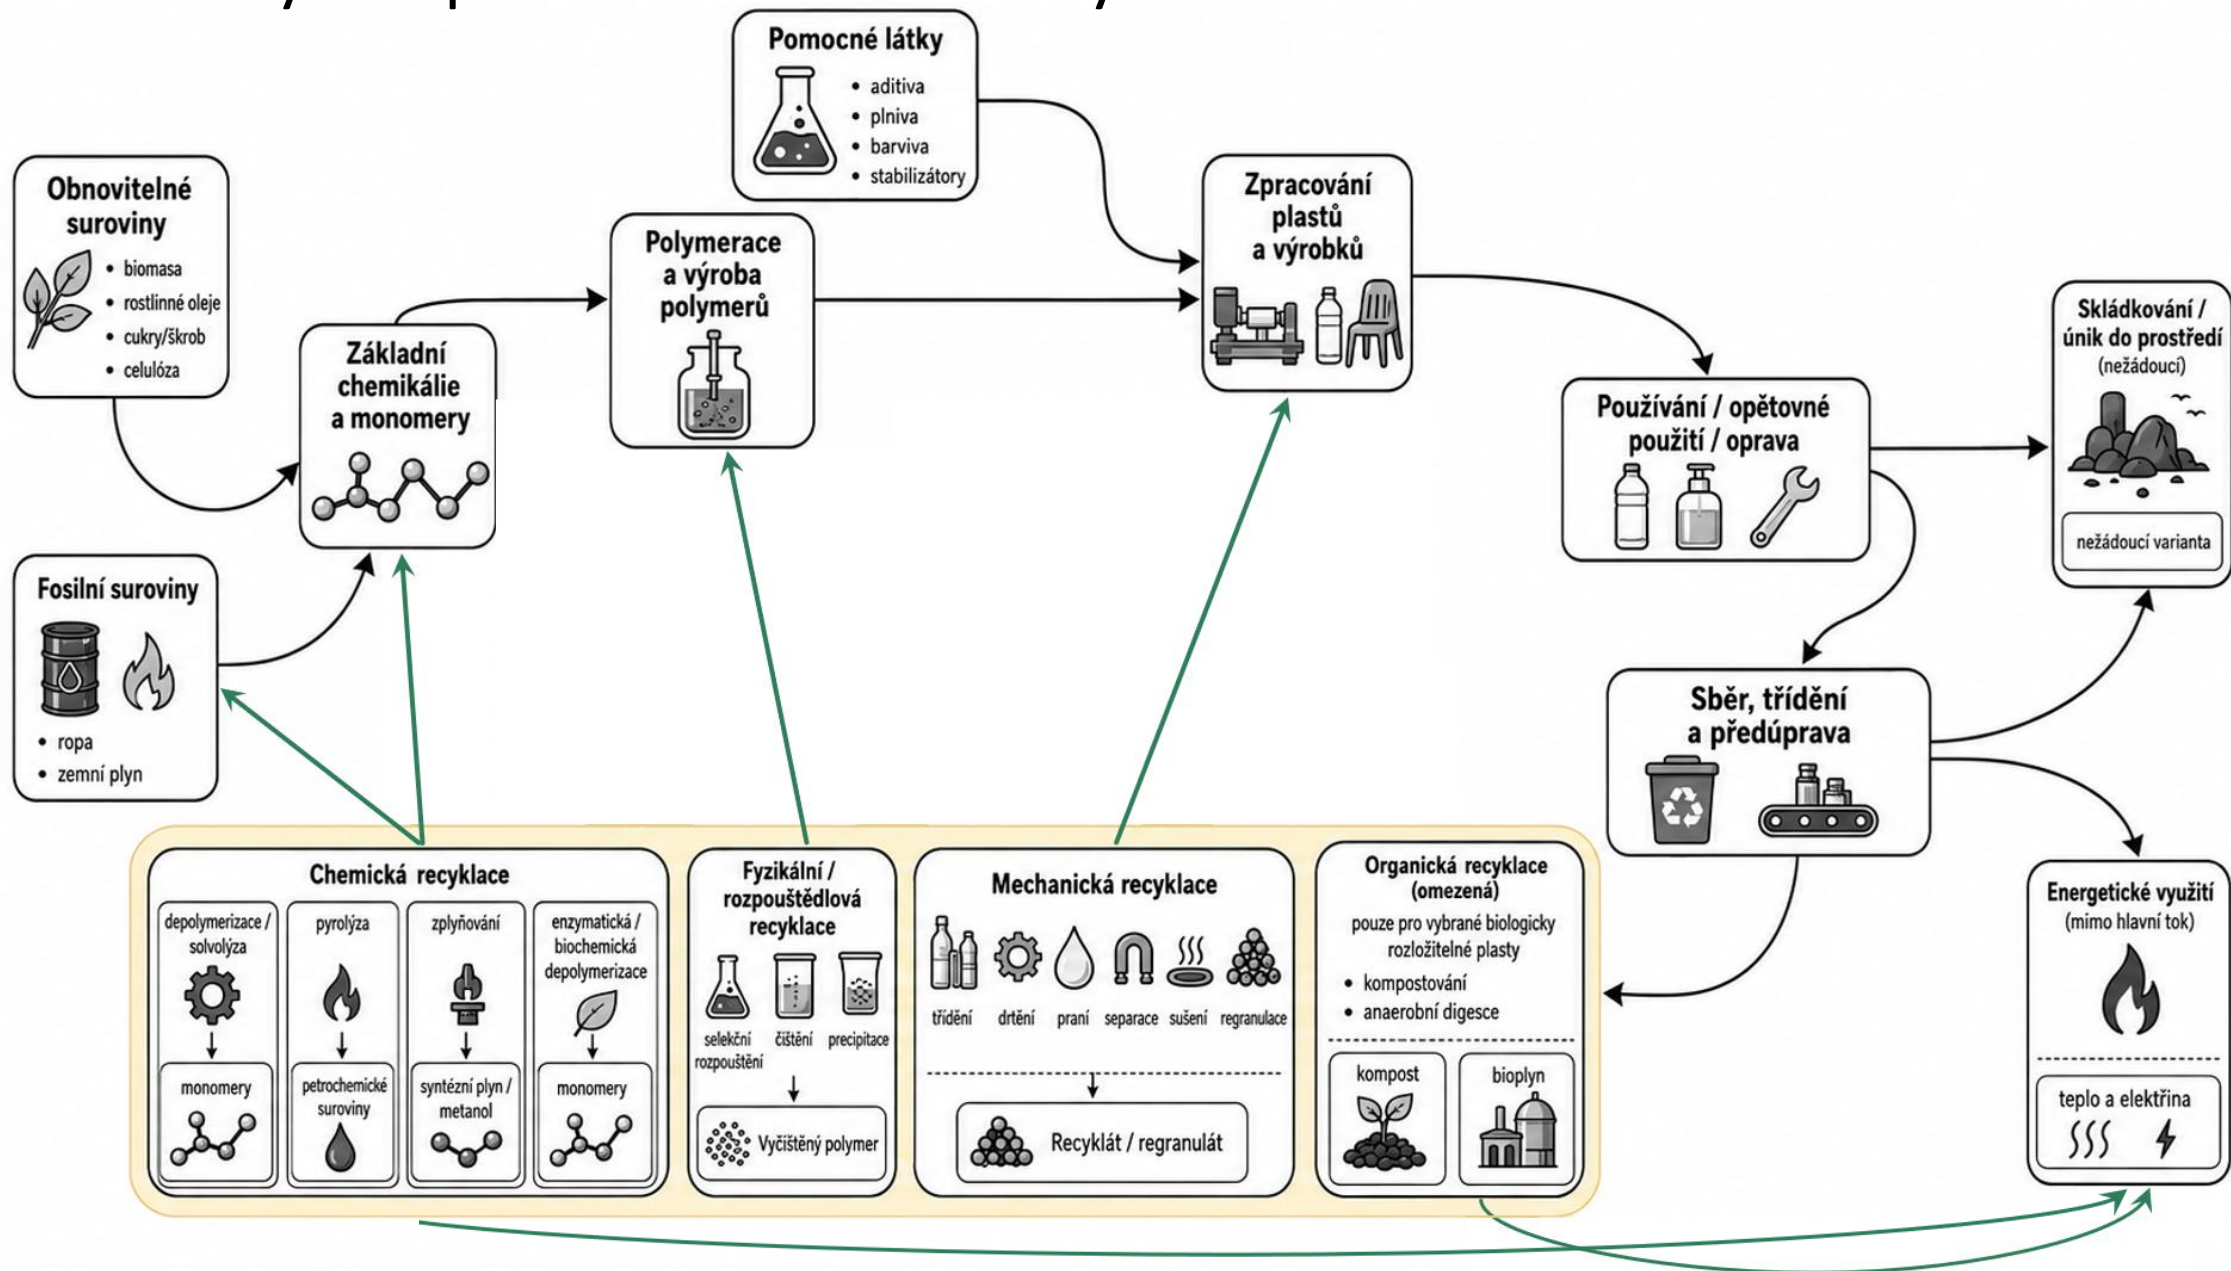 Pomocné látky
• aditiva
• plniva
• barviva
• stabilizátory
Obnovitelné
suroviny
• biomasa
• rostlinné oleje
• cukry/škrob
• celulóza
Zpracování
plastů
a výrobků
Polymerace
a výroba
polymerů
Základní
chemikálie
a monomery
Skládkování /
únik do prostředí
(nežádoucí)
nežádoucí varianta
Používání / opětovné
použití / oprava
Fosilní suroviny
• ropa
• zemní plyn
Sběr, třídění
a předúprava
Chemická recyklace
depolymerizace /
solvolýza
monomery
pyrolýza
petrochemické
suroviny
zplyňování
syntézní plyn /
metanol
enzymatická /
biochemická
depolymerizace
monomery
Fyzikální /
rozpouštědlová
recyklace
selekční
rozpouštění
čištění
precipitace
Vyčištěný polymer
Mechanická recyklace
třídění
drtění
praní
separace
sušení
regranulace
Recyklát / regranulát
Organická recyklace
(omezená)
pouze pro vybrané biologicky
rozložitelné plasty
• kompostování
• anaerobní digesce
kompost
bioplyn
Energetické využití
(mimo hlavní tok)
teplo a elektřina